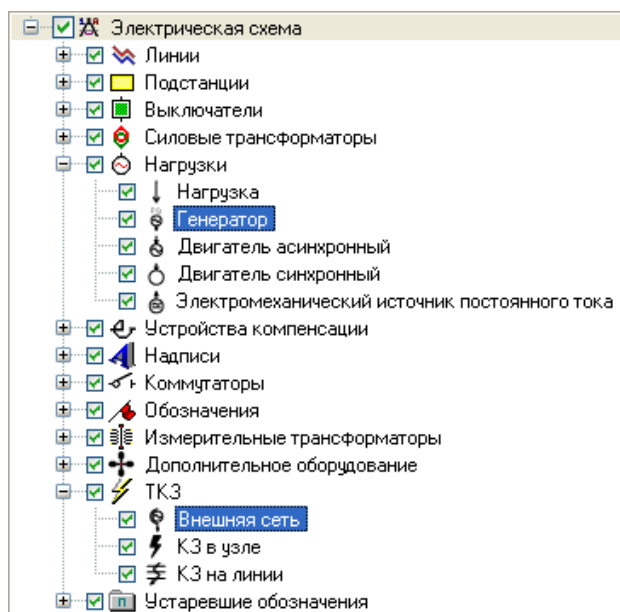 Электрическая схема
Линии
Подстанции
Выключатели
Силовые трансформаторы
Нагрузки
Нагрузка
Генератор
Двигатель асинхронный
Двигатель синхронный
Электромеханический источник постоянного тока
Устройства компенсации
Надписи
Коммутаторы
Обозначения
Измерительные трансформаторы
Дополнительное оборудование
ТКЗ
Внешняя сеть
КЗ в узле
КЗ на линии
Устаревшие обозначения